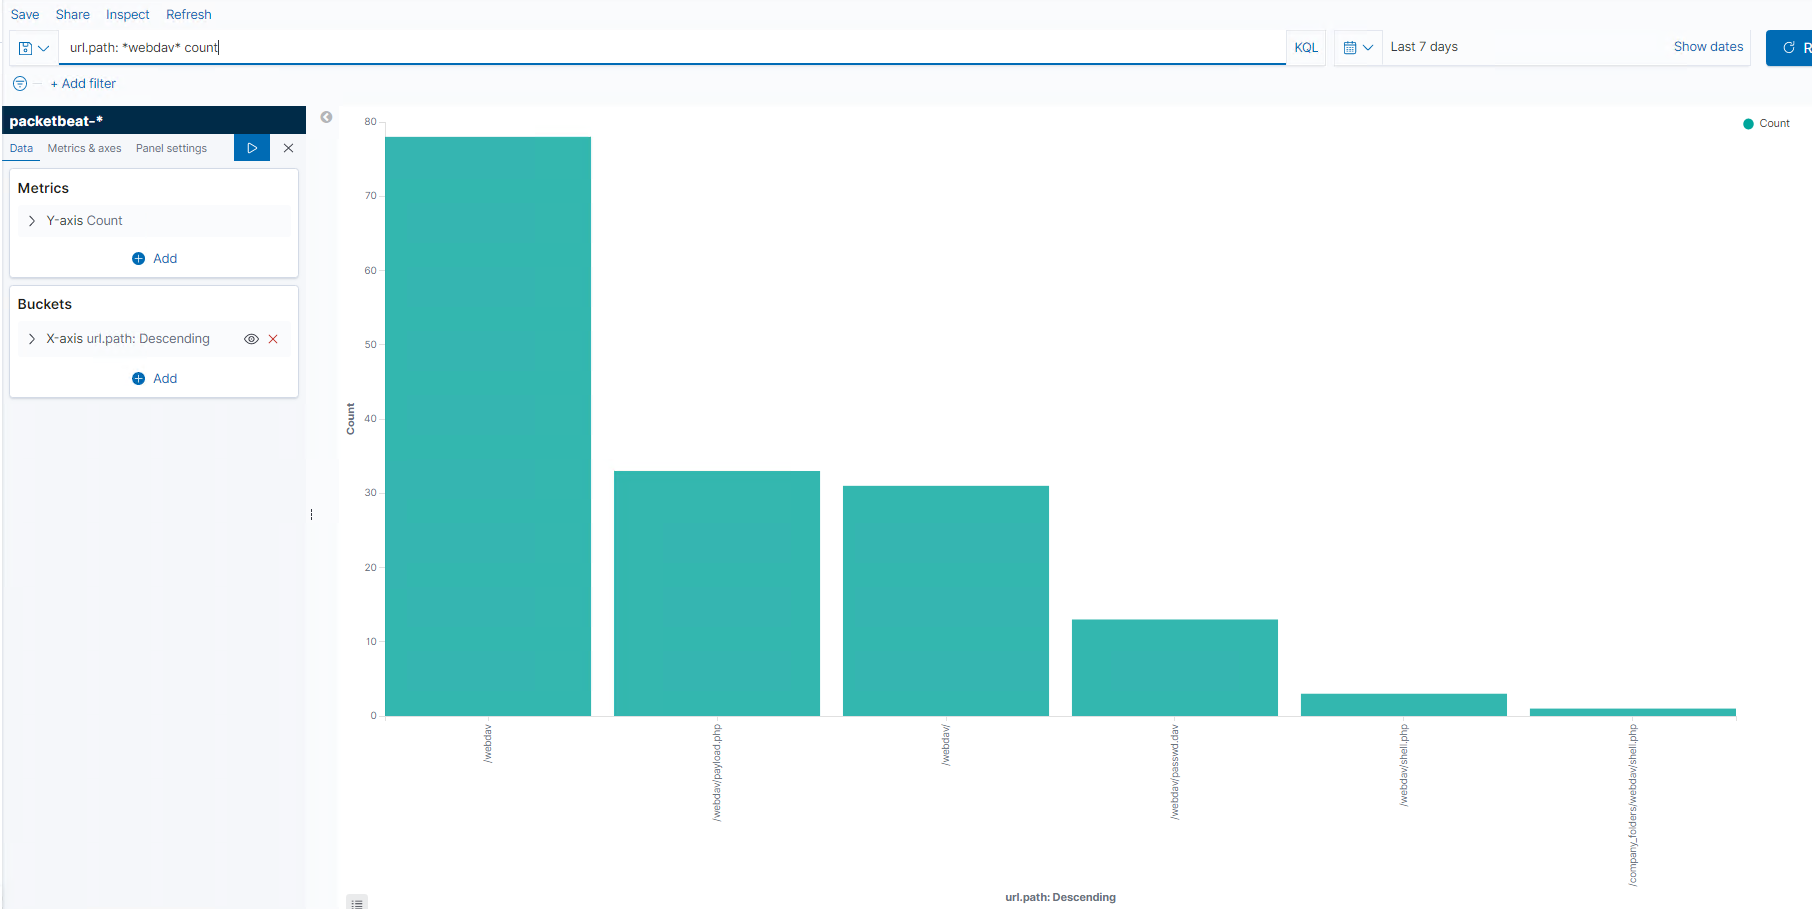 Save Share Inspect Refresh
url.path: *webdav* count
KQL
Last 7 days
Show dates
R
+ Add filter
packetbeat-*
Data Metrics & axes Panel settings
Metrics
Y-axis Count
Add
Buckets
X-axis url.path: Descending
Add
Count
80
70
60
50
40
30
20
10
0
Count
/webdav
/webdav/payload.php
/webdav/
/webdav/passwd.dav
/webdav/shell.php
/company_folders/webdav/shell.php
url.path: Descending